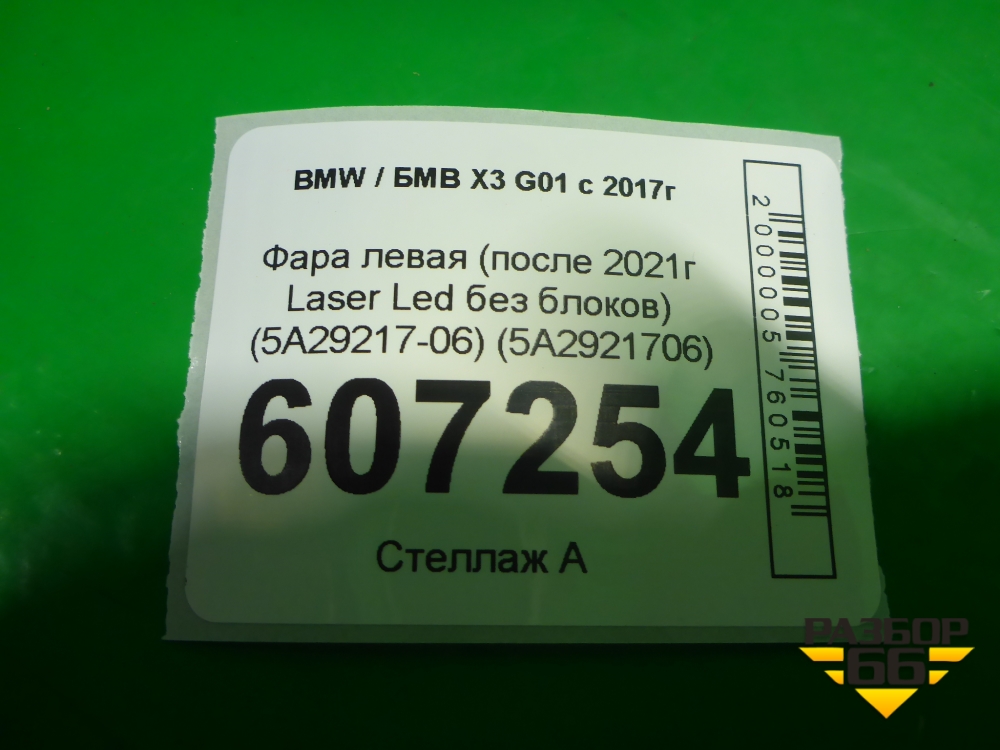 BMW / БМВ X3 G01 с 2017г
Фара левая (после 2021г
Laser Led без блоков)
(5A29217-06) (5A2921706)
607254
Стеллаж А
2000005760518
РАЗБОР
66